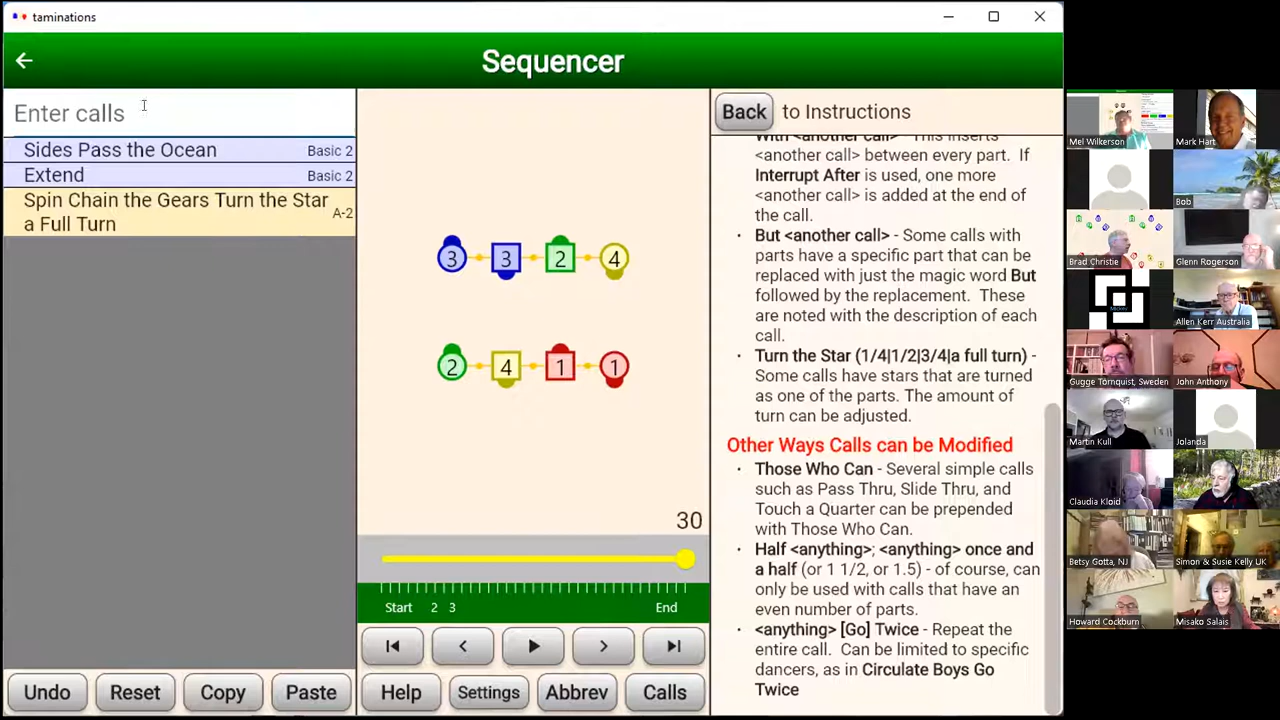 taminations
Sequencer
Enter calls
Sides Pass the Ocean Basic 2
Extend Basic 2
Spin Chain the Gears Turn the Star
a Full Turn A-2
3 3 2 4
2 4 1 1
30
Start 2 3 End
Undo Reset Copy Paste
Help Settings Abbrev Calls
Back to Instructions
With <another call> - This inserts
<another call> between every part. If
Interrupt After is used, one more
<another call> is added at the end of
the call.
• But <another call> - Some calls with
parts have a specific part that can be
replaced with just the magic word But
followed by the replacement. These
are noted with the description of each
call.
• Turn the Star (1/4|1/2|3/4|a full turn) -
Some calls have stars that are turned
as one of the parts. The amount of
turn can be adjusted.
Other Ways Calls can be Modified
• Those Who Can - Several simple calls
such as Pass Thru, Slide Thru, and
Touch a Quarter can be prepended
with Those Who Can.
• Half <anything>; <anything> once and
a half (or 1 1/2, or 1.5) - of course, can
only be used with calls that have an
even number of parts.
• <anything> [Go] Twice - Repeat the
entire call. Can be limited to specific
dancers, as in Circulate Boys Go
Twice
Mel Wilkerson
Mark Hart
Bob
Brad Christie
Glenn Rogerson
Allen Kerr Australia
Gugge Törnquist, Sweden
John Anthony
Martin Kull
Jolanda
Claudia Kloid
Betsy Gotta, NJ
Simon & Susie Kelly UK
Howard Cockburn
Misako Salais